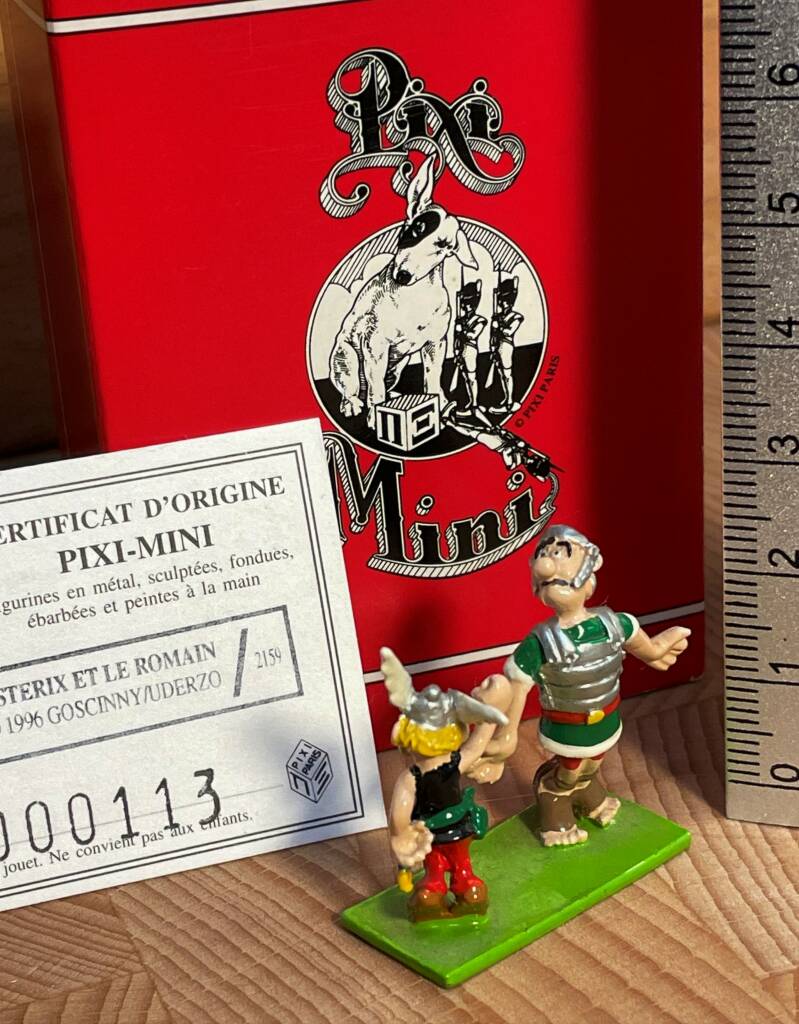 Pixi
© PIXI PARIS
Mini
ERTIFICAT D'ORIGINE
PIXI-MINI
gurines en métal, sculptées, fondues,
ébarbées et peintes à la main
STERIX ET LE ROMAIN
1996 GOSCINNY/UDERZO
/ 2159
PIXI
PARIS
000113
jouet. Ne convient pas aux enfants.
6
5
4
3
2
1
0